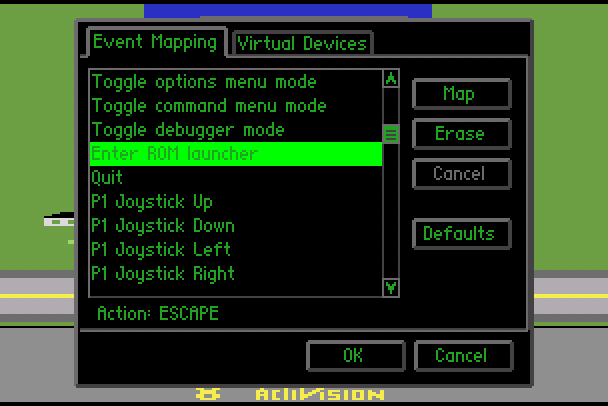 Event Mapping
Virtual Devices
Toggle options menu mode
Toggle command menu mode
Toggle debugger mode
Enter ROM launcher
Quit
P1 Joystick Up
P1 Joystick Down
P1 Joystick Left
P1 Joystick Right
Action: ESCAPE
Map
Erase
Cancel
Defaults
OK
Cancel
ACTIVISION